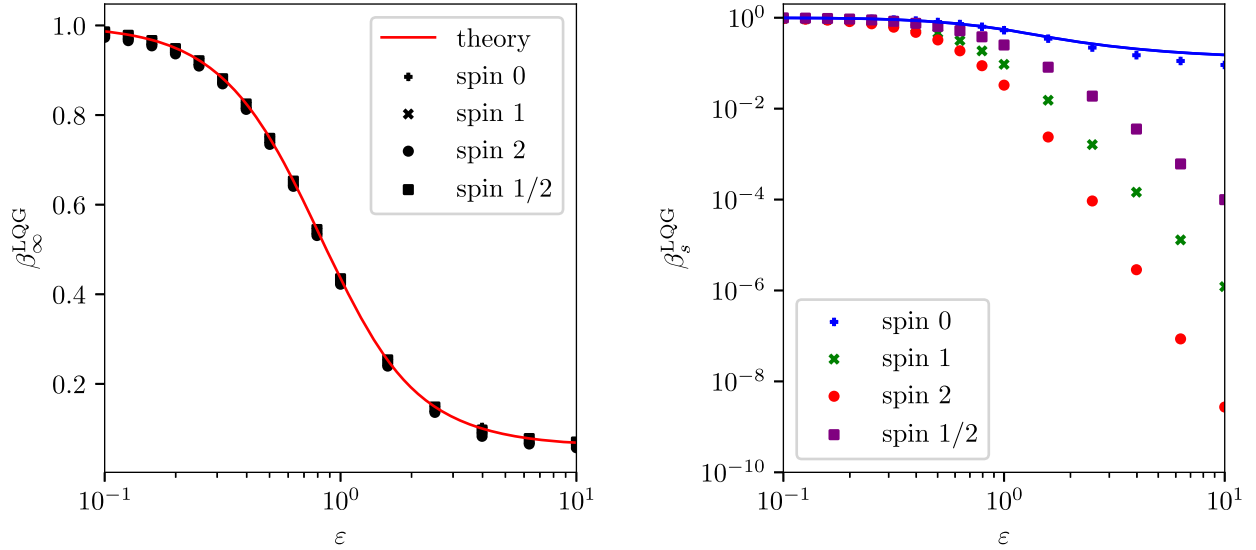 1.0
0.8
0.6
0.4
0.2
β∞^LQG
10⁻¹
10⁰
10¹
ε
theory
spin 0
spin 1
spin 2
spin 1/2
10⁰
10⁻²
10⁻⁴
10⁻⁶
10⁻⁸
10⁻¹⁰
βₛ^LQG
10⁻¹
10⁰
10¹
ε
spin 0
spin 1
spin 2
spin 1/2